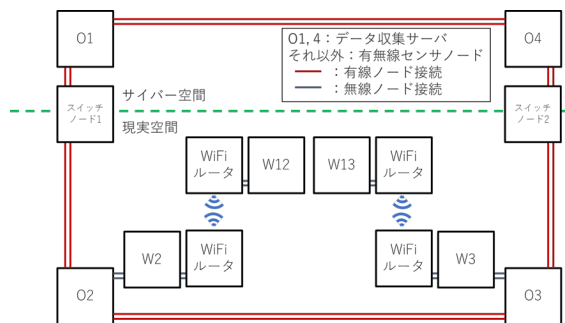 O1
O4
O1,4：データ収集サーバ
それ以外：有無線センサノード
：有線ノード接続
：無線ノード接続
スイッチ
ノード1
サイバー空間
スイッチ
ノード2
現実空間
WiFi
ルータ
W12
W13
WiFi
ルータ
W2
WiFi
ルータ
WiFi
ルータ
W3
O2
O3